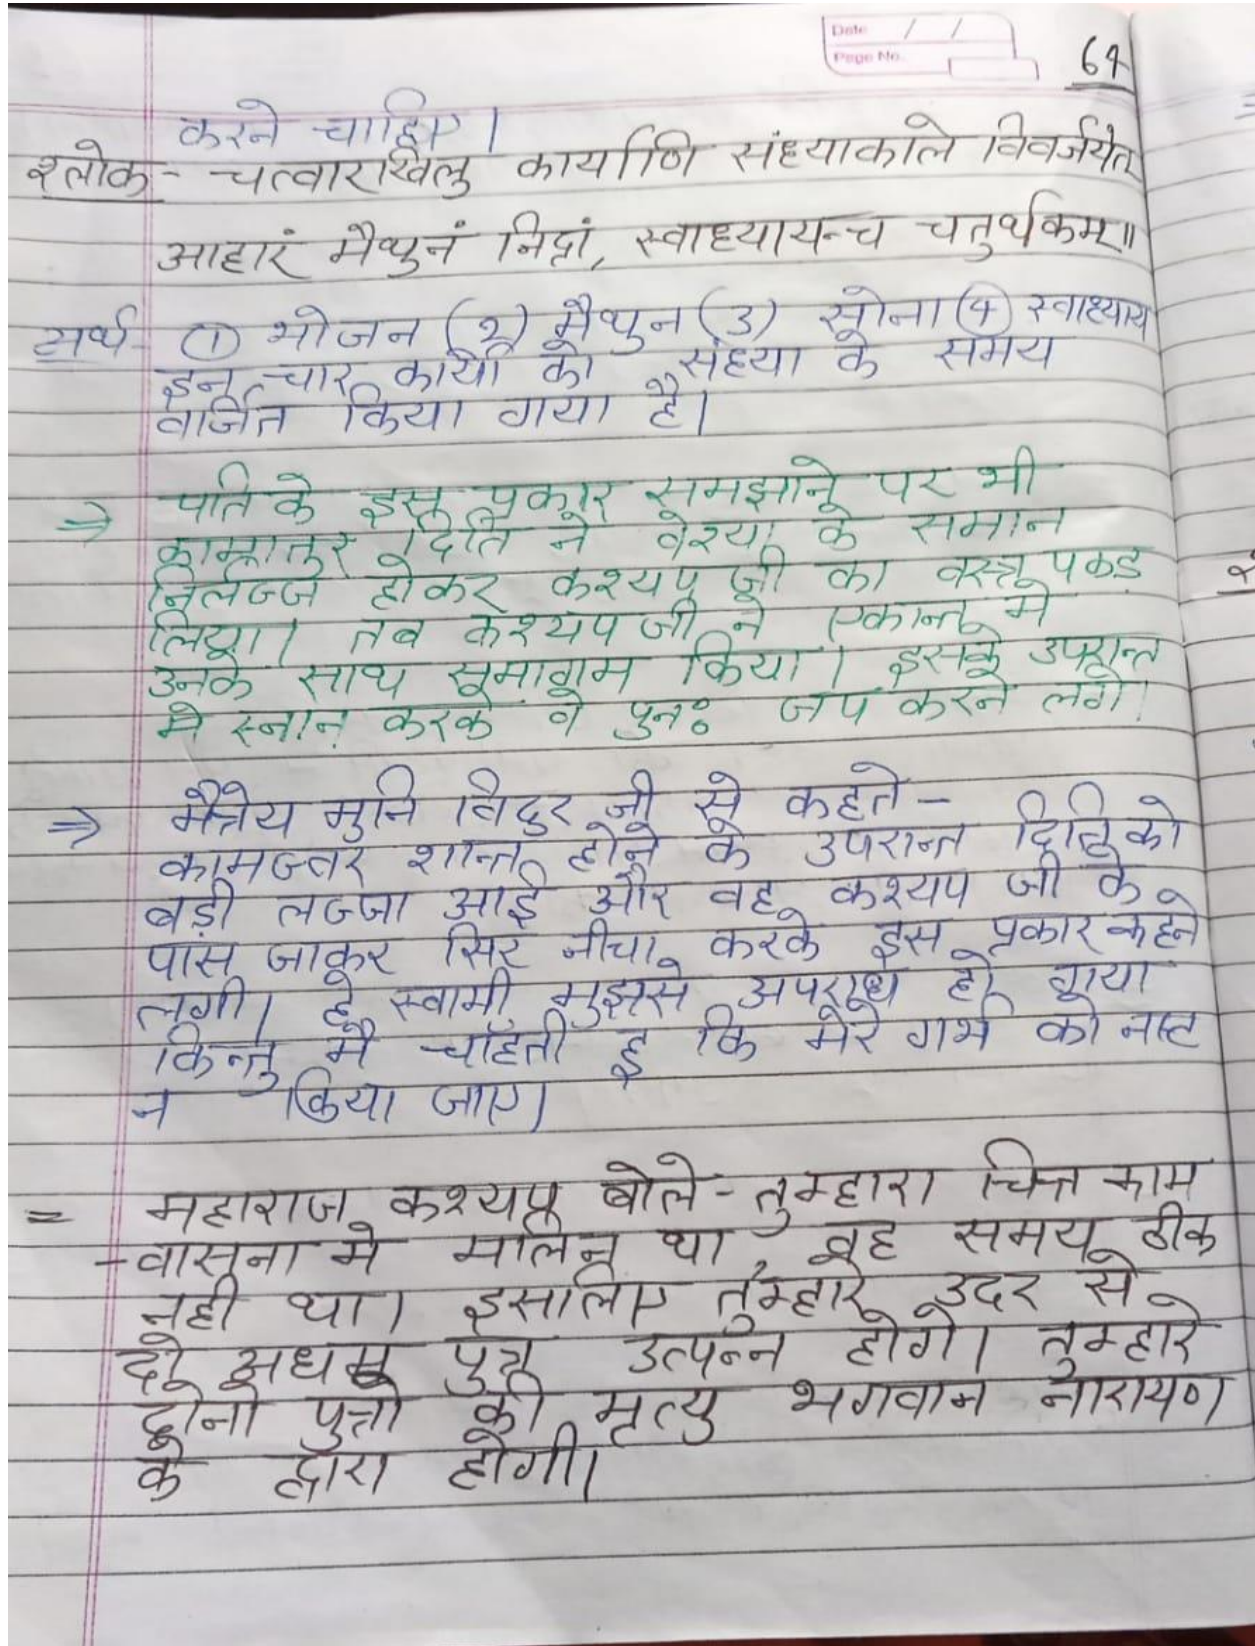 Date / /
Page No.
64
करने चाहिए।
श्लोक - चत्वारखिलु कार्याणि संध्याकाले विवर्जयेत
आहारं मैथुनं निद्रां, स्वाध्यायन्च चतुर्थकम्॥
अर्थ - ① भोजन (२) मैथुन (3) सोना ④ स्वाध्याय
इन चार कार्यो को संध्या के समय
वर्जित किया गया है।
⇒ पति के इस प्रकार समझाने पर भी
कामातुर दिति ने वेश्या के समान
निर्लज्ज होकर कश्यप जी का वस्त्र पकड़
लिया। तब कश्यप जी ने एकान्त मे
उनके साथ समागम किया। इसके उपरान्त
मे स्नान करके वे पुनः जप करने लगे।
⇒ मैत्रेय मुनि विदुर जी से कहते -
कामज्वर शान्त होने के उपरान्त दिति को
बड़ी लज्जा आई और वह कश्यप जी के
पास जाकर सिर नीचा करके इस प्रकार कहने
लगी। हे स्वामी मुझसे अपराध हो गया
किन्तु मै चाहती हु कि मेरे गर्भ को नष्ट
न किया जाए।
= महाराज कश्यप बोले - तुम्हारा चित्त काम
- वासना मे मलिन था, वह समय ठीक
नही था। इसलिए तुम्हारे उदर से
दो अधम पुत्र उत्पन्न होगे। तुम्हारे
दोनो पुत्रो की मृत्यु भगवान नारायण
के द्वारा होगी।